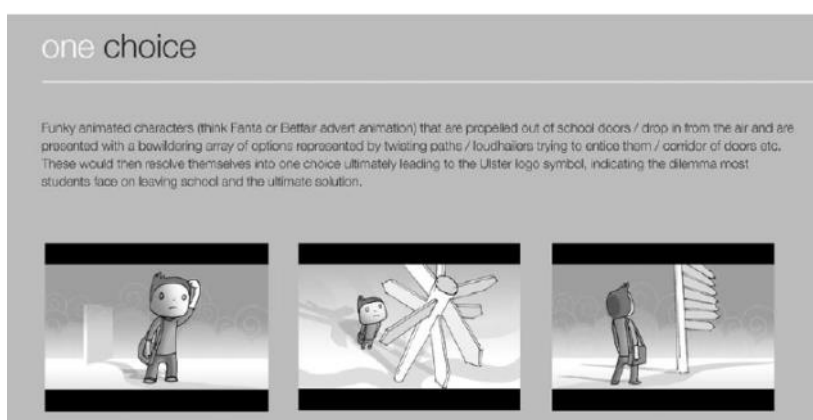 one choice
Funky animated characters (think Fanta or Betfair advert animation) that are propelled out of school doors / drop in from the air and are
presented with a bewildering array of options represented by twisting paths / loudhailers trying to entice them / corridor of doors etc.
These would then resolve themselves into one choice ultimately leading to the Ulster logo symbol, indicating the dilemma most
students face on leaving school and the ultimate solution.